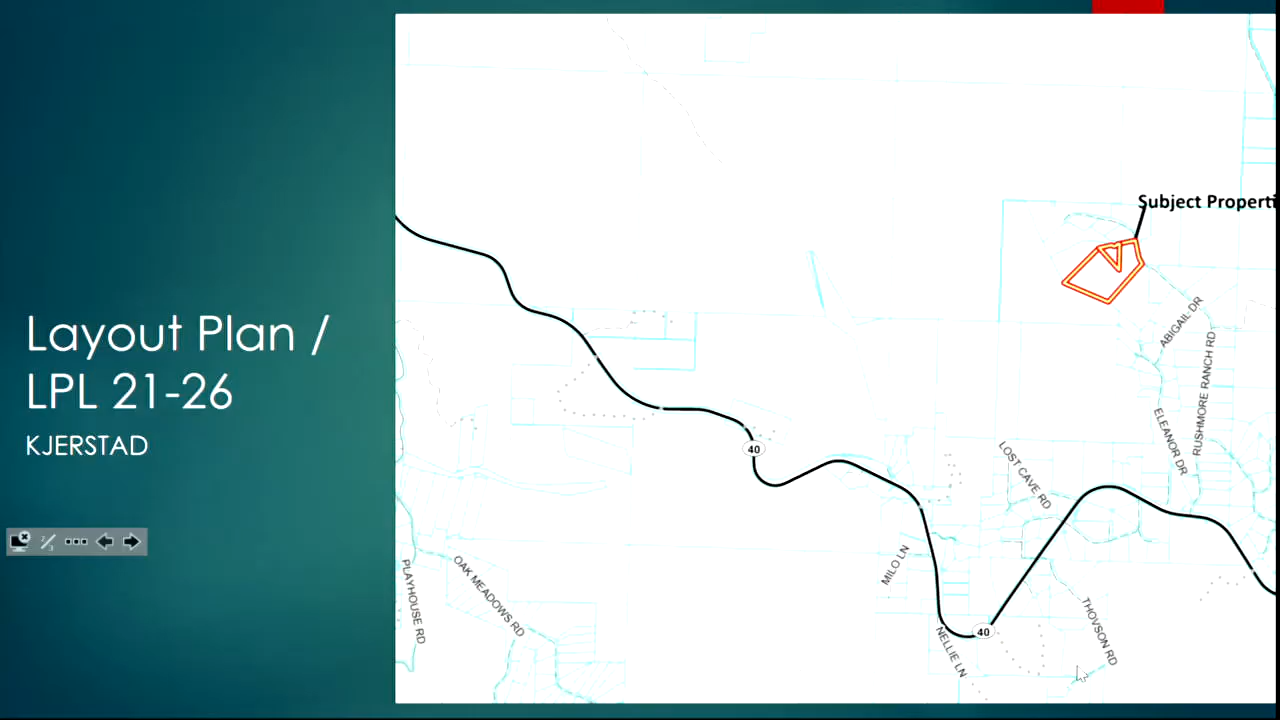 Layout Plan /
LPL 21-26
KJERSTAD
Subject Properti
ABIGAIL DR
RUSHMORE RANCH RD
ELEANOR DR
LOST CAVE RD
40
MILO LN
OAK MEADOWS RD
PLAYHOUSE RD
40
NELLIE LN
THOVSON RD